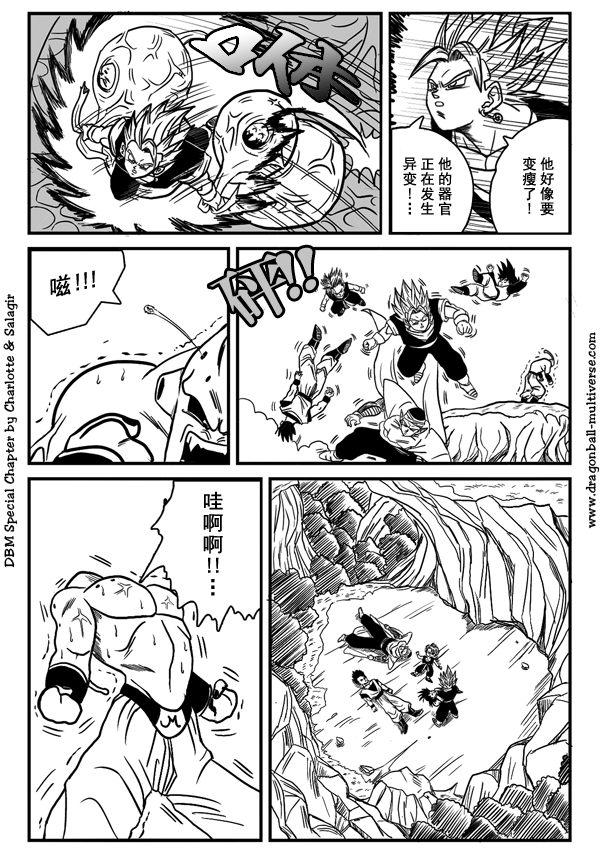 他好像要
变瘦了!
他的器官
正在发生
异变!…
咻
砰!!
嗞!!!
哇啊啊!!…
DBM Special Chapter by Charlotte & Salagir
www.dragonball-multiverse.com